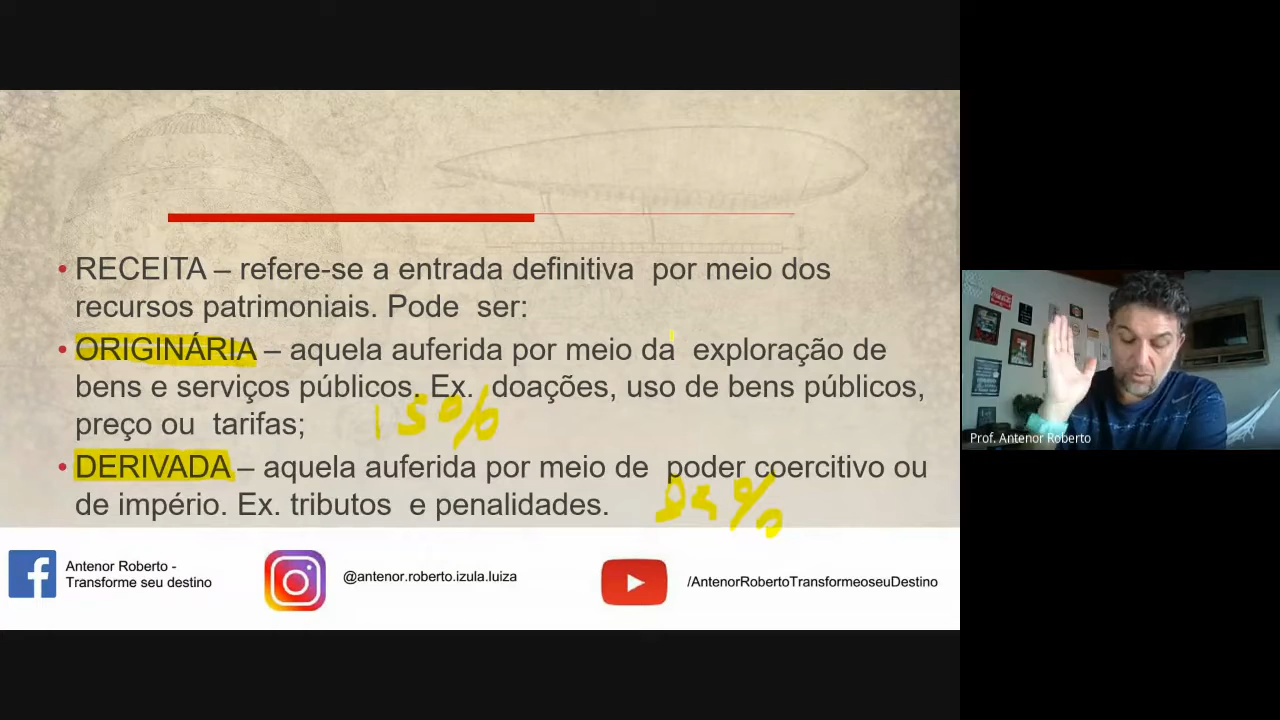 • RECEITA – refere-se a entrada definitiva por meio dos
recursos patrimoniais. Pode ser:
• ORIGINÁRIA – aquela auferida por meio da exploração de
bens e serviços públicos. Ex. doações, uso de bens públicos,
preço ou tarifas;
15%
• DERIVADA – aquela auferida por meio de poder coercitivo ou
de império. Ex. tributos e penalidades.
Antenor Roberto -
Transforme seu destino
@antenor.roberto.izula.luiza
/AntenorRobertoTransformeoseuDestino
Prof. Antenor Roberto